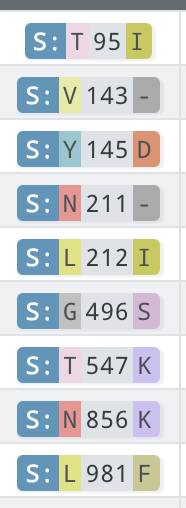 S: T 95 I
S: V 143 -
S: Y 145 D
S: N 211 -
S: L 212 I
S: G 496 S
S: T 547 K
S: N 856 K
S: L 981 F